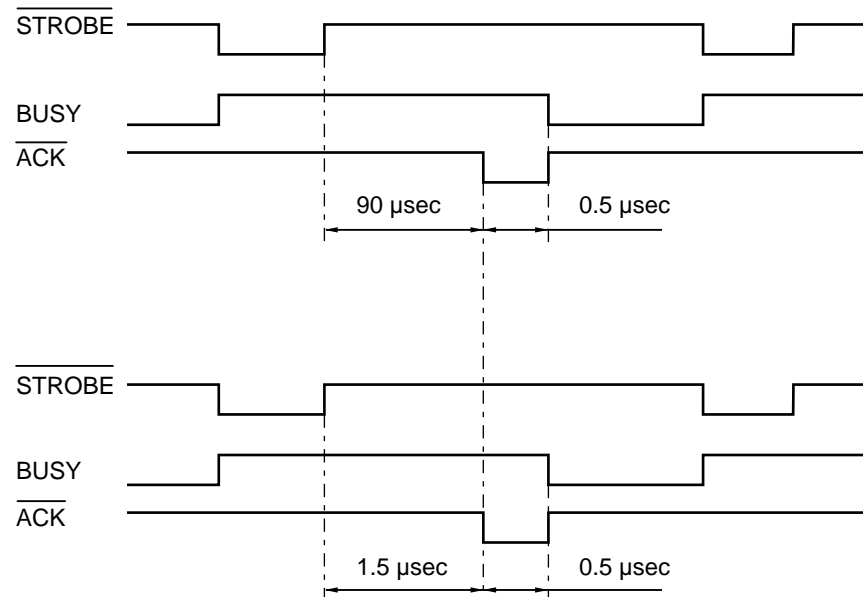 STROBE
BUSY
ACK
90 µsec 0.5 µsec
STROBE
BUSY
ACK
1.5 µsec 0.5 µsec